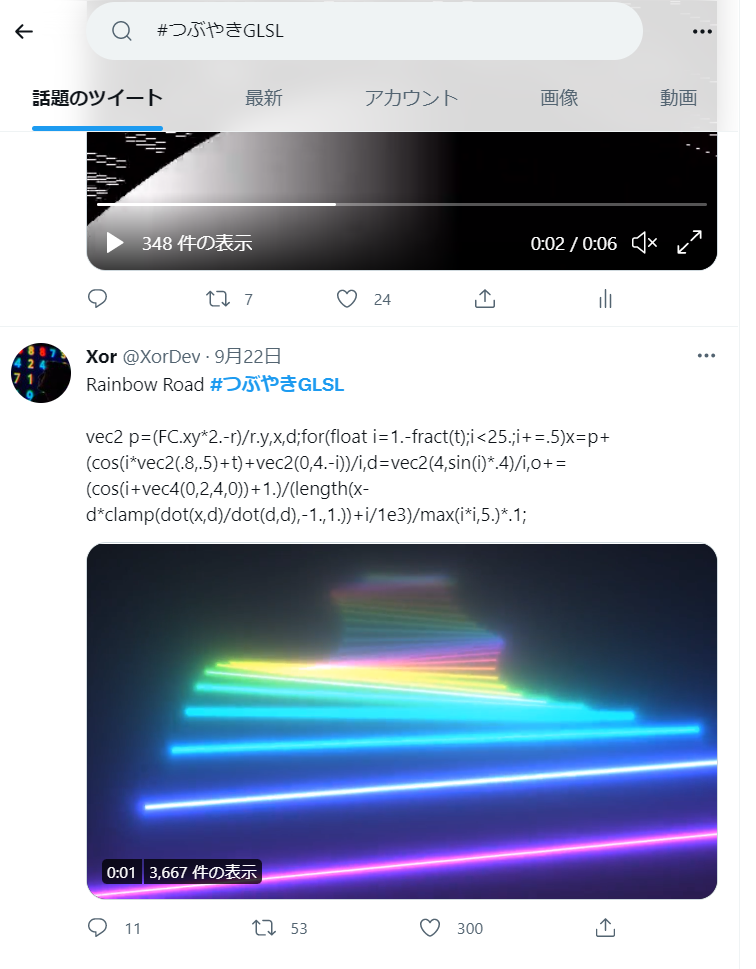 #つぶやきGLSL
話題のツイート 最新 アカウント 画像 動画
348 件の表示 0:02 / 0:06
7 24
Xor @XorDev · 9月22日
Rainbow Road #つぶやきGLSL
vec2 p=(FC.xy*2.-r)/r.y,x,d;for(float i=1.-fract(t);i<25.;i+=.5)x=p+
(cos(i*vec2(.8,.5)+t)+vec2(0,4.-i))/i,d=vec2(4,sin(i)*.4)/i,o+=
(cos(i+vec4(0,2,4,0))+1.)/(length(x-
d*clamp(dot(x,d)/dot(d,d),-1.,1.))+i/1e3)/max(i*i,5.)*.1;
0:01 3,667 件の表示
11 53 300